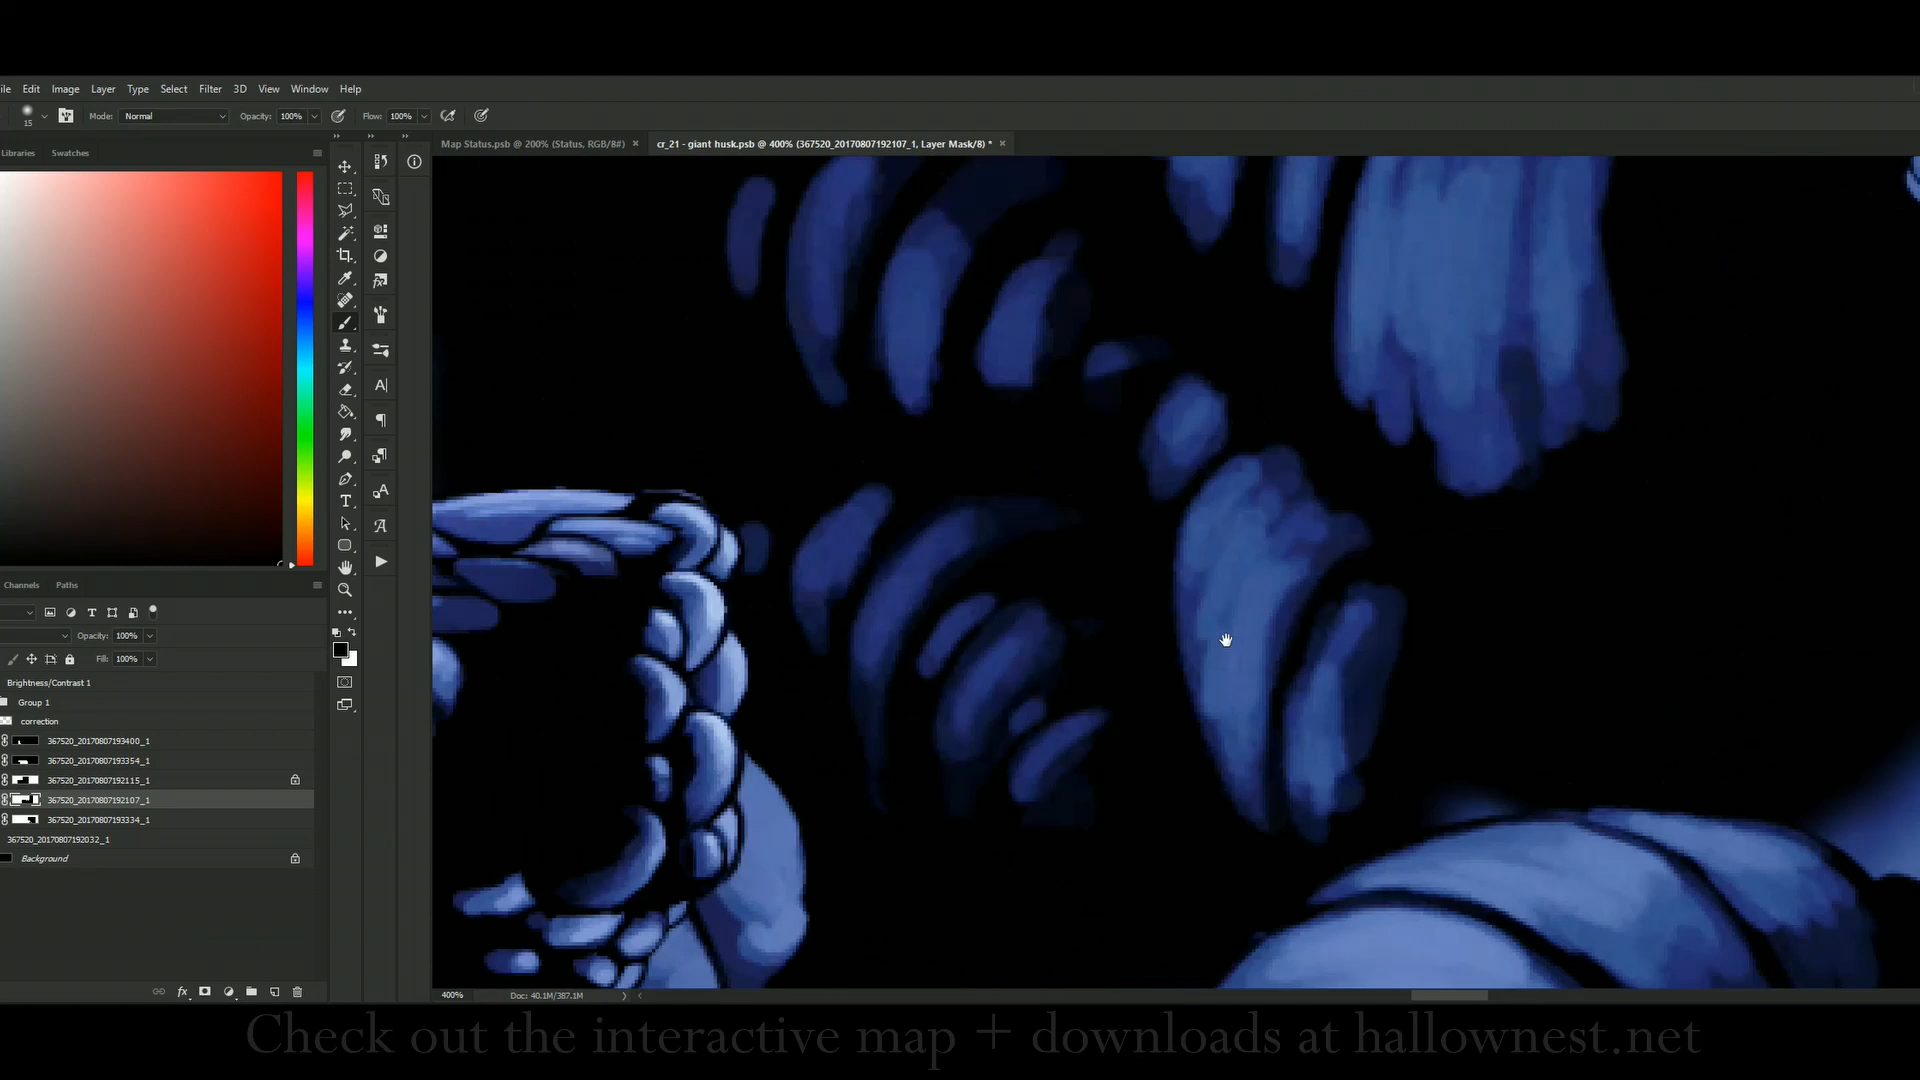 ile Edit Image Layer Type Select Filter 3D View Window Help
15 Mode: Normal Opacity: 100% Flow: 100%
Libraries Swatches
Map Status.psb @ 200% (Status, RGB/8#) × cr_21 - giant husk.psb @ 400% (367520_20170807192107_1, Layer Mask/8) * ×
Channels Paths
Opacity: 100%
Fill: 100%
Brightness/Contrast 1
Group 1
correction
367520_20170807193400_1
367520_20170807193354_1
367520_20170807192115_1
367520_20170807192107_1
367520_20170807193334_1
367520_20170807192032_1
Background
400% Doc: 40.1M/387.1M
Check out the interactive map + downloads at hallownest.net